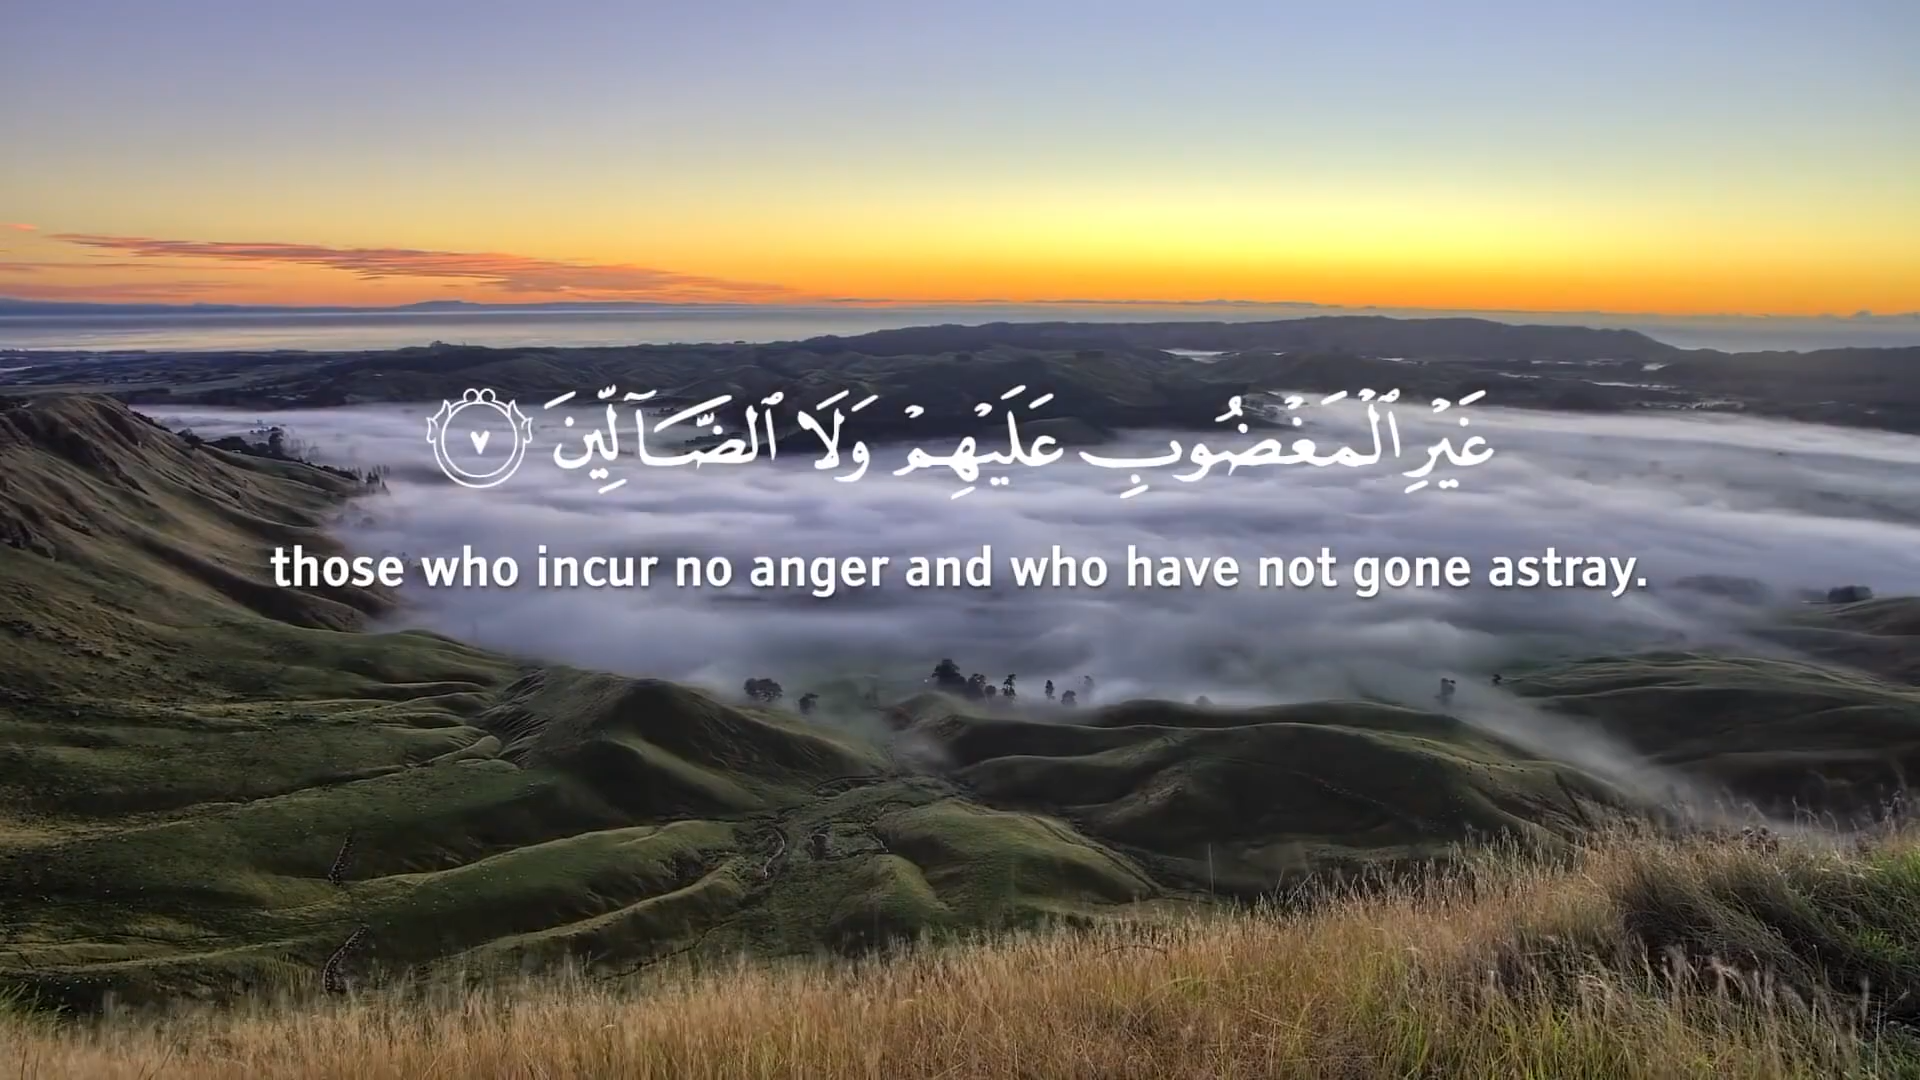 غَيۡرِ ٱلۡمَغۡضُوبِ عَلَيۡهِمۡ وَلَا ٱلضَّآلِّينَ ٧
those who incur no anger and who have not gone astray.